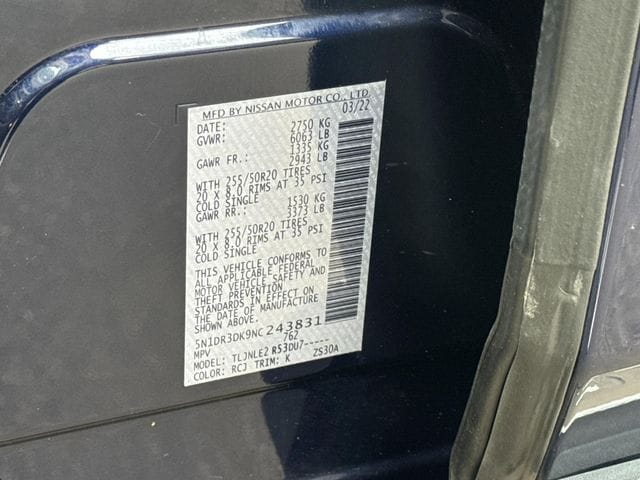 MFD BY NISSAN MOTOR CO., LTD.
DATE: 03/22
GVWR: 2750 KG
6063 LB
GAWR FR.: 1335 KG
2943 LB
WITH 255/50R20 TIRES
20 X 8.0 RIMS AT 35 PSI
COLD SINGLE
GAWR RR.: 1530 KG
3373 LB
WITH 255/50R20 TIRES
20 X 8.0 RIMS AT 35 PSI
COLD SINGLE
THIS VEHICLE CONFORMS TO
ALL APPLICABLE FEDERAL
MOTOR VEHICLE SAFETY AND
THEFT PREVENTION
STANDARDS IN EFFECT ON
THE DATE OF MANUFACTURE
SHOWN ABOVE.
5N1DR3DK9NC243831
MPV 762
MODEL: TLJNLE2 R53DU7-----
COLOR: RCJ TRIM: K ZS30A